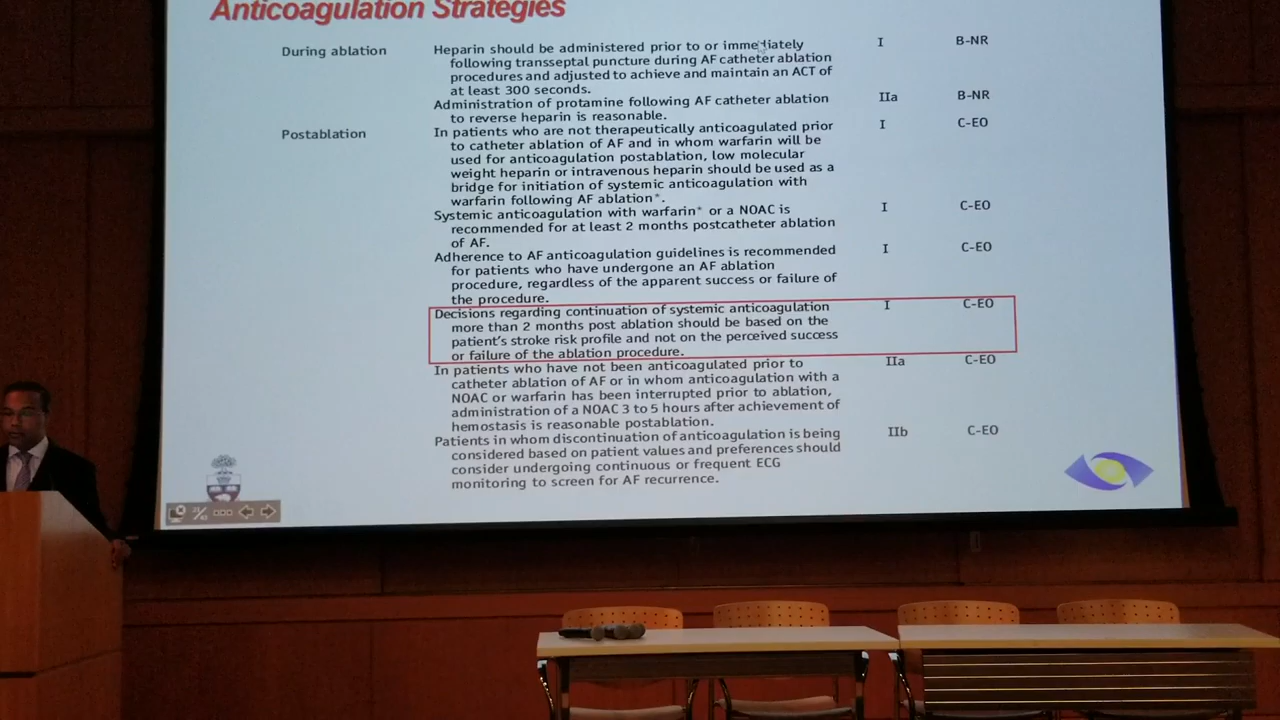 Anticoagulation Strategies
During ablation Heparin should be administered prior to or immediately I B-NR
following transseptal puncture during AF catheter ablation
procedures and adjusted to achieve and maintain an ACT of
at least 300 seconds.
Administration of protamine following AF catheter ablation IIa B-NR
to reverse heparin is reasonable.
Postablation In patients who are not therapeutically anticoagulated prior I C-EO
to catheter ablation of AF and in whom warfarin will be
used for anticoagulation postablation, low molecular
weight heparin or intravenous heparin should be used as a
bridge for initiation of systemic anticoagulation with
warfarin following AF ablation*.
Systemic anticoagulation with warfarin* or a NOAC is I C-EO
recommended for at least 2 months postcatheter ablation
of AF.
Adherence to AF anticoagulation guidelines is recommended I C-EO
for patients who have undergone an AF ablation
procedure, regardless of the apparent success or failure of
the procedure.
Decisions regarding continuation of systemic anticoagulation I C-EO
more than 2 months post ablation should be based on the
patient's stroke risk profile and not on the perceived success
or failure of the ablation procedure.
In patients who have not been anticoagulated prior to IIa C-EO
catheter ablation of AF or in whom anticoagulation with a
NOAC or warfarin has been interrupted prior to ablation,
administration of a NOAC 3 to 5 hours after achievement of
hemostasis is reasonable postablation.
Patients in whom discontinuation of anticoagulation is being IIb C-EO
considered based on patient values and preferences should
consider undergoing continuous or frequent ECG
monitoring to screen for AF recurrence.